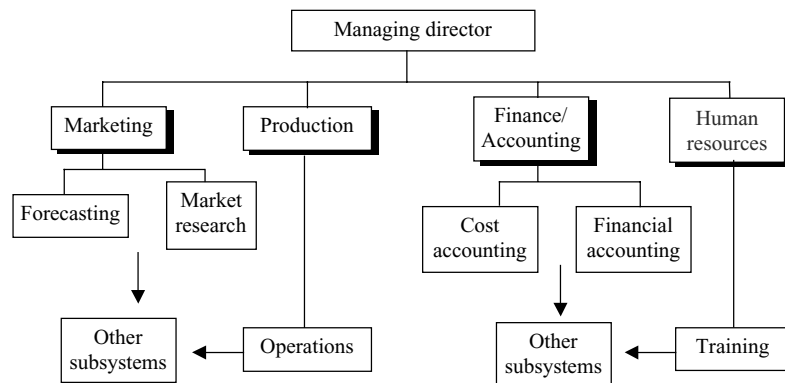 Managing director
Marketing
Production
Finance/
Accounting
Human
resources
Forecasting
Market
research
Cost
accounting
Financial
accounting
Other
subsystems
Operations
Other
subsystems
Training